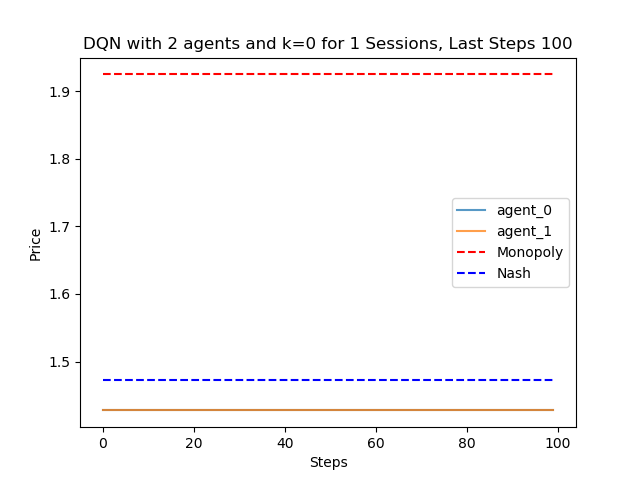 DQN with 2 agents and k=0 for 1 Sessions, Last Steps 100
1.9
1.8
1.7
1.6
1.5
Price
agent_0
agent_1
Monopoly
Nash
0 20 40 60 80 100
Steps